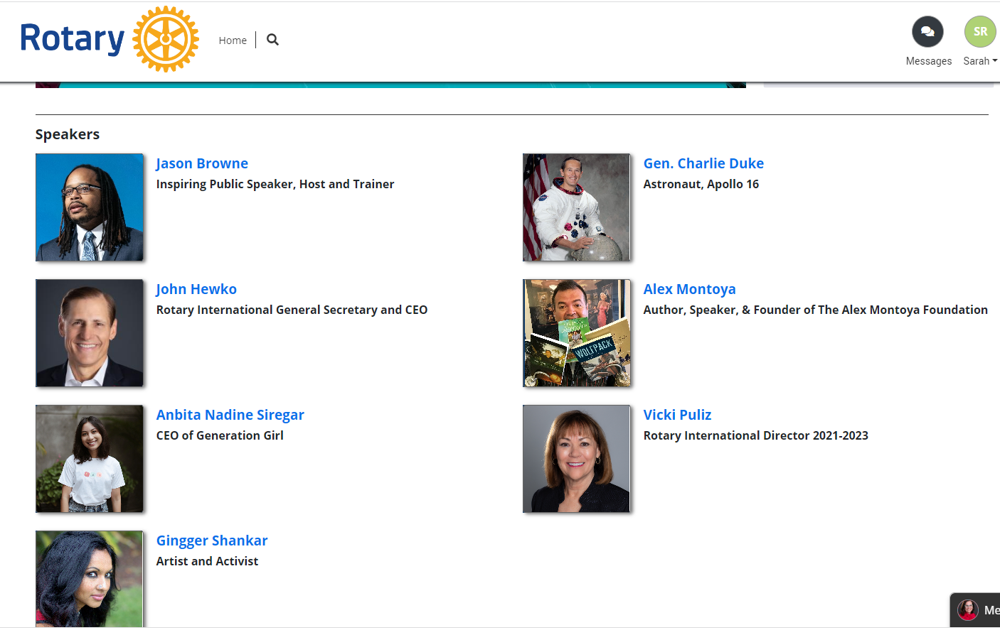 Rotary
Home
SR
Messages
Sarah
Speakers
Jason Browne
Inspiring Public Speaker, Host and Trainer
Gen. Charlie Duke
Astronaut, Apollo 16
John Hewko
Rotary International General Secretary and CEO
Alex Montoya
Author, Speaker, & Founder of The Alex Montoya Foundation
WOLFPACK
Anbita Nadine Siregar
CEO of Generation Girl
Vicki Puliz
Rotary International Director 2021-2023
Gingger Shankar
Artist and Activist
Me